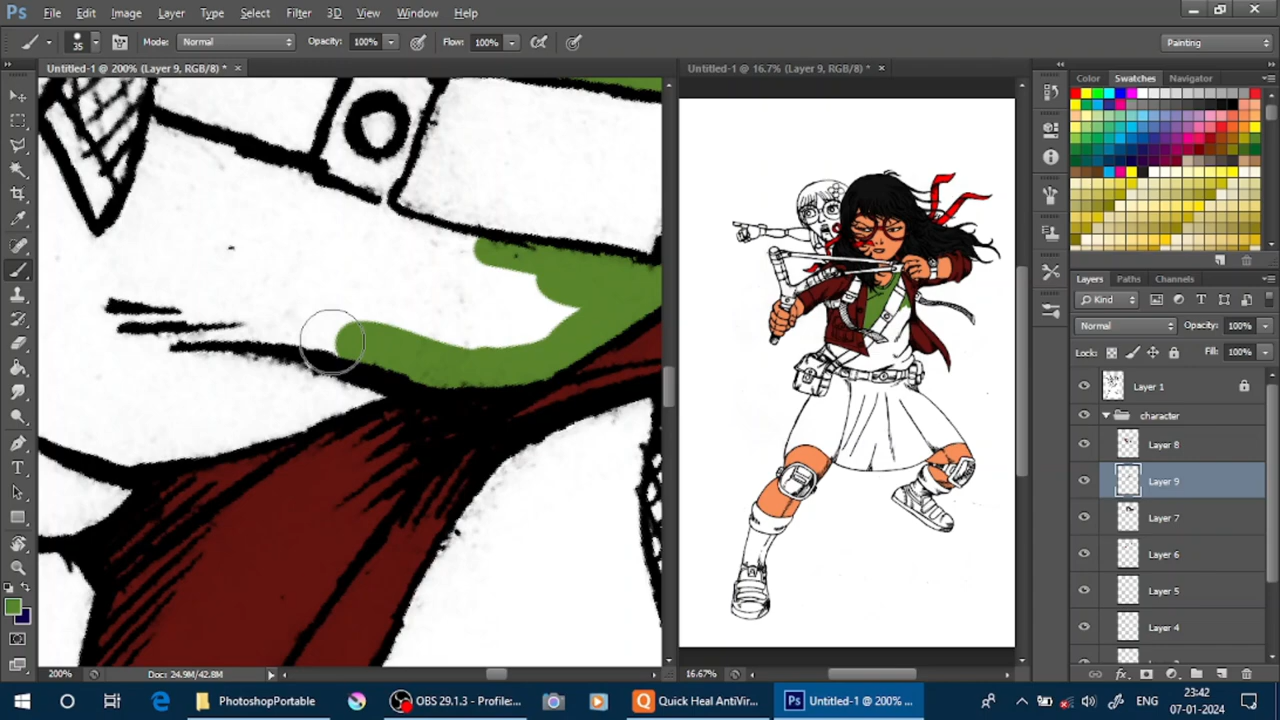 Ps File Edit Image Layer Type Select Filter 3D View Window Help
35 Mode: Normal Opacity: 100% Flow: 100% Painting
Untitled-1 @ 200% (Layer 9, RGB/8) * × Untitled-1 @ 16.7% (Layer 9, RGB/8) * ×
Color Swatches Navigator
Layers Paths Channels
Kind
Normal Opacity: 100%
Lock: Fill: 100%
Layer 1
character
Layer 8
Layer 9
Layer 7
Layer 6
Layer 5
Layer 4
200% Doc: 24.9M/42.8M 16.67%
PhotoshopPortable OBS 29.1.3 - Profile:... Quick Heal AntiVir... Untitled-1 @ 200% ... ENG 23:42
07-01-2024